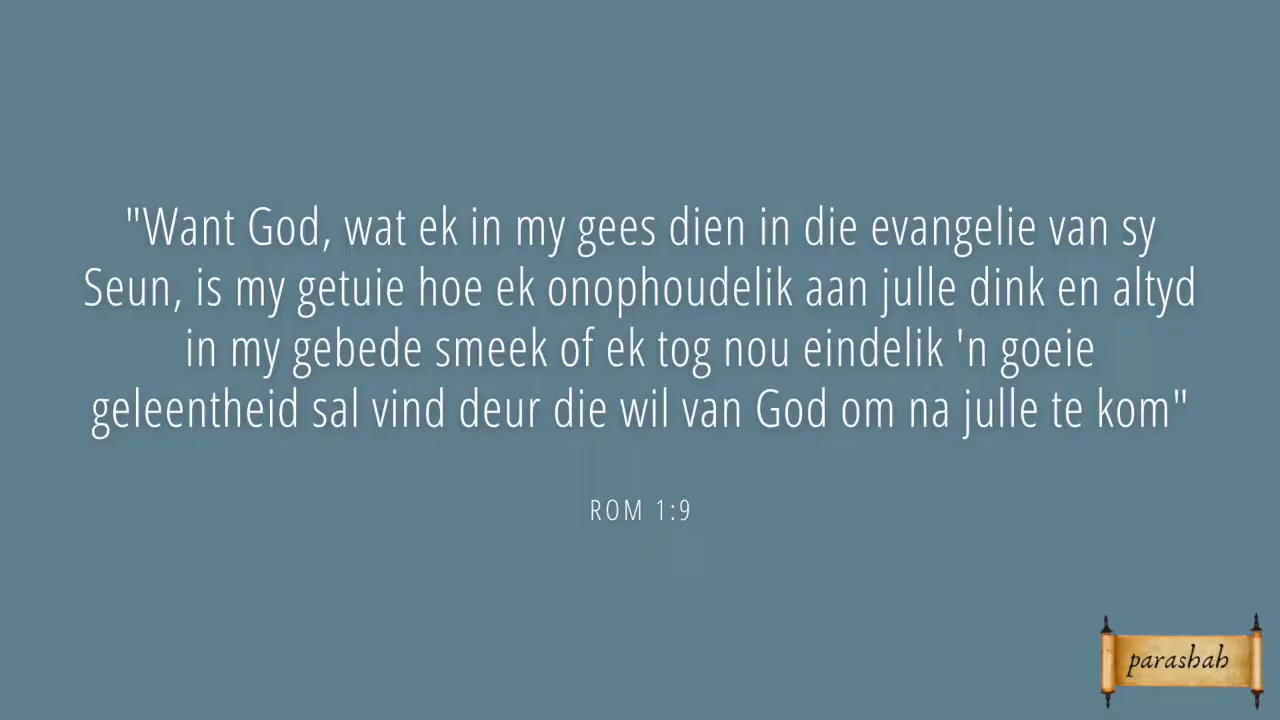 "Want God, wat ek in my gees dien in die evangelie van sy
Seun, is my getuie hoe ek onophoudelik aan julle dink en altyd
in my gebede smeek of ek tog nou eindelik 'n goeie
geleentheid sal vind deur die wil van God om na julle te kom"
ROM 1:9
parashah